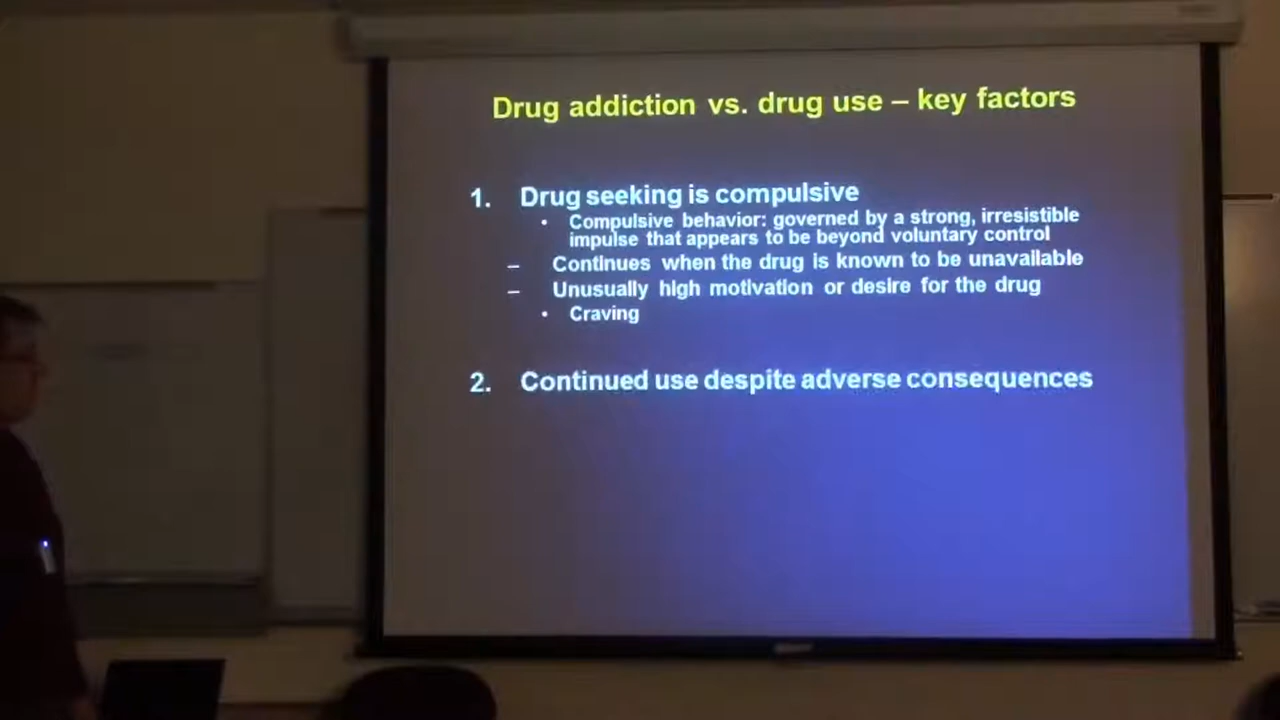 Drug addiction vs. drug use – key factors
1. Drug seeking is compulsive
• Compulsive behavior: governed by a strong, irresistible
impulse that appears to be beyond voluntary control
– Continues when the drug is known to be unavailable
– Unusually high motivation or desire for the drug
• Craving
2. Continued use despite adverse consequences